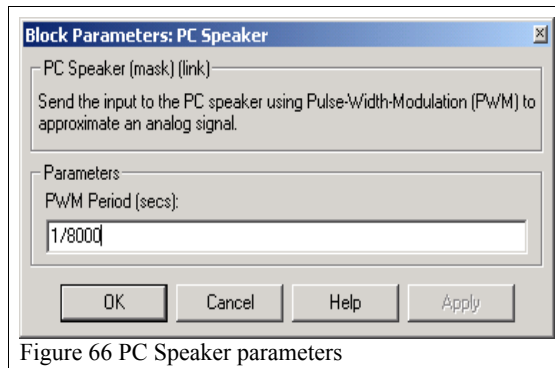 Block Parameters: PC Speaker
PC Speaker (mask) (link)
Send the input to the PC speaker using Pulse-Width-Modulation (PWM) to
approximate an analog signal.
Parameters
PWM Period (secs):
1/8000
OK Cancel Help Apply
Figure 66 PC Speaker parameters